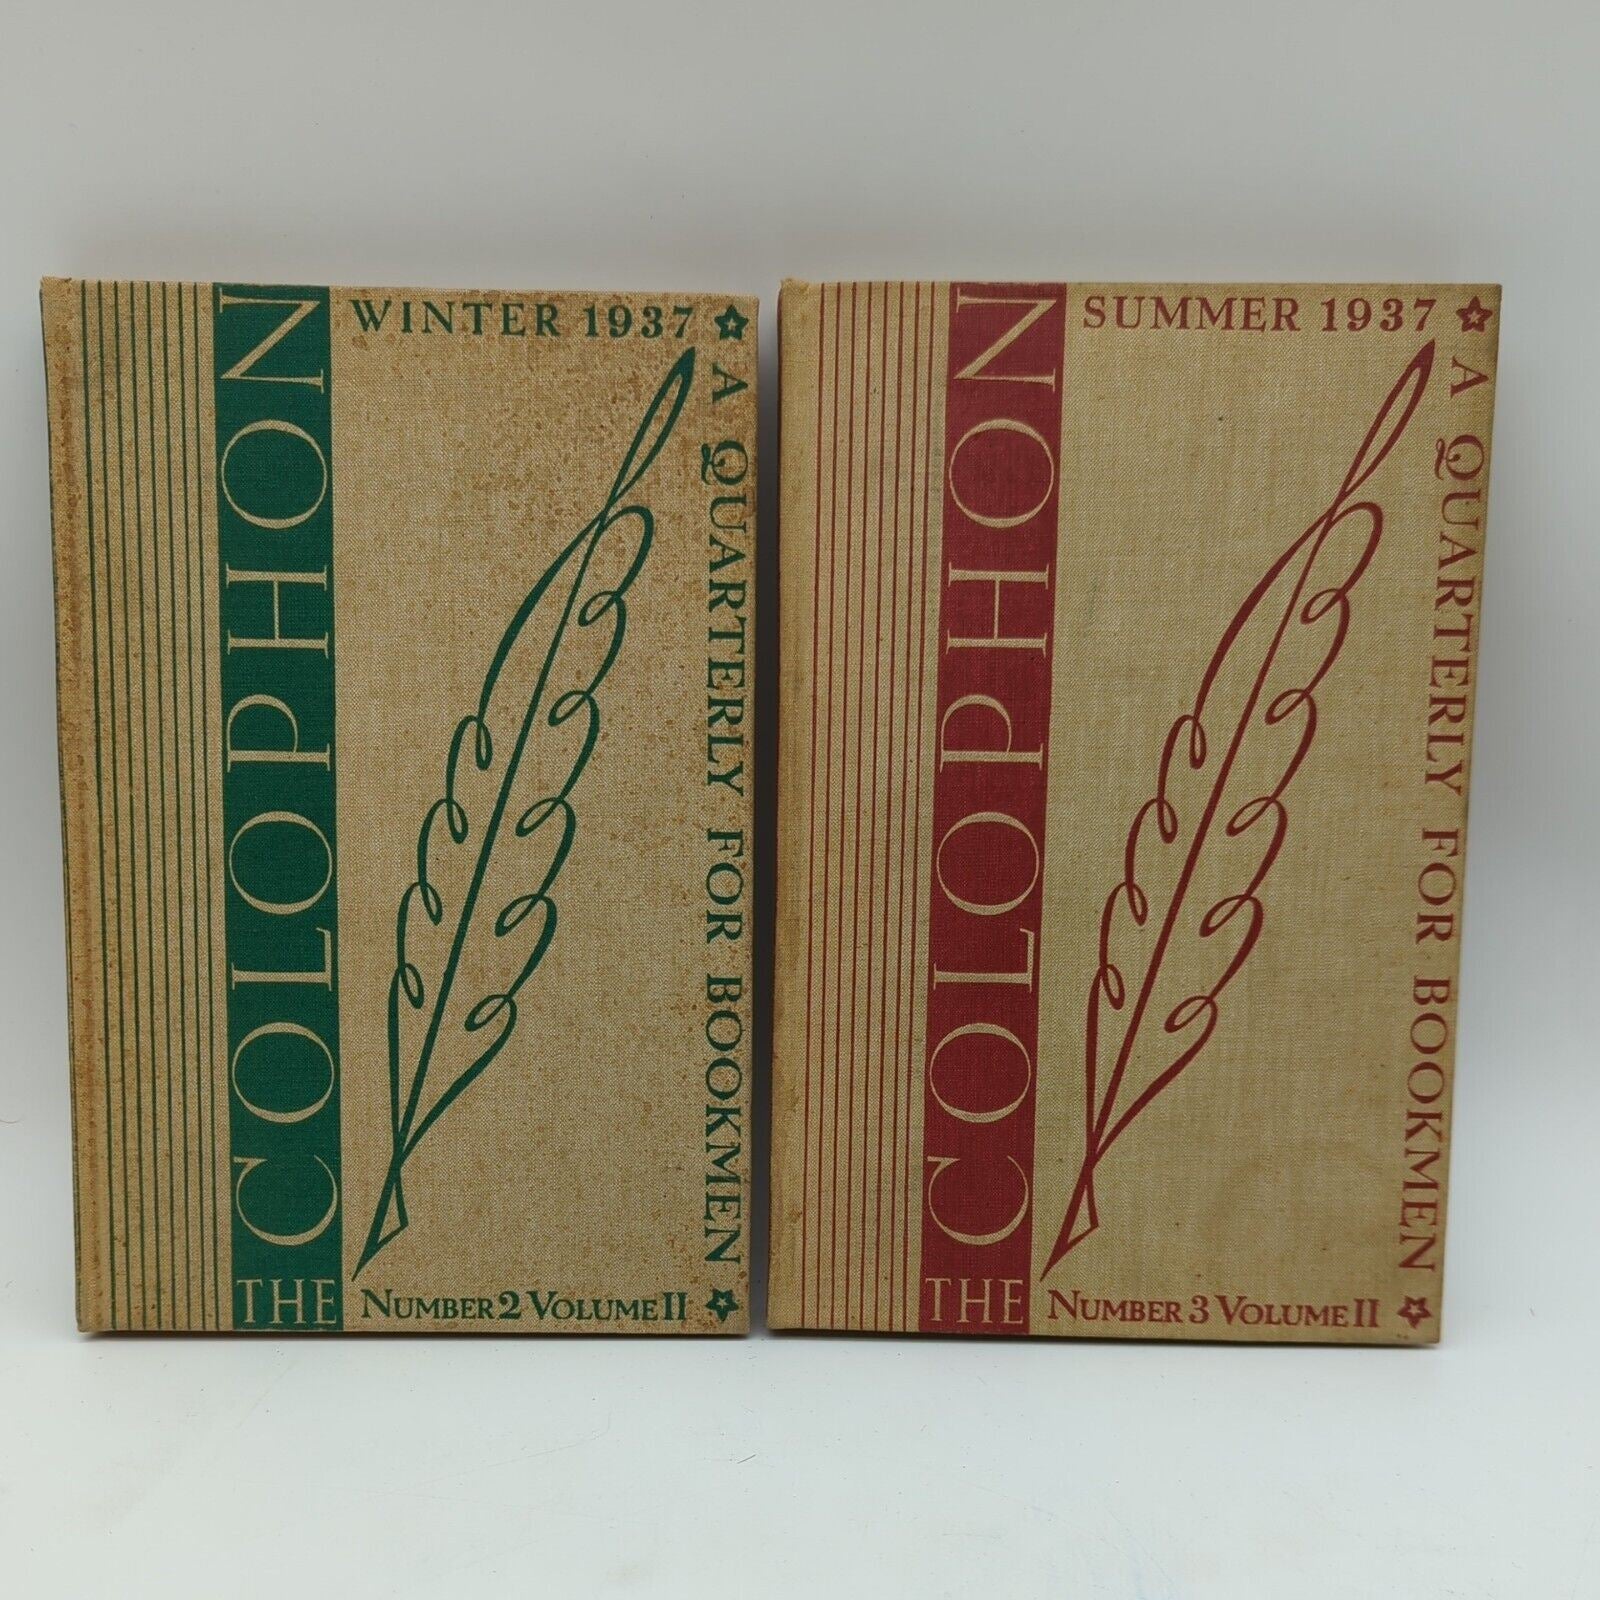 THE COLOPHON
WINTER 1937
A QUARTERLY FOR BOOKMEN
NUMBER 2 VOLUME II
THE COLOPHON
SUMMER 1937
A QUARTERLY FOR BOOKMEN
NUMBER 3 VOLUME II